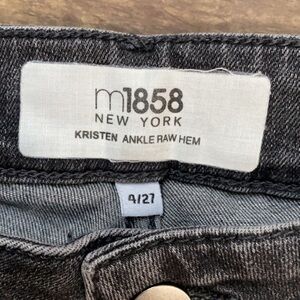 m1858
NEW YORK
KRISTEN ANKLE RAW HEM
4/27